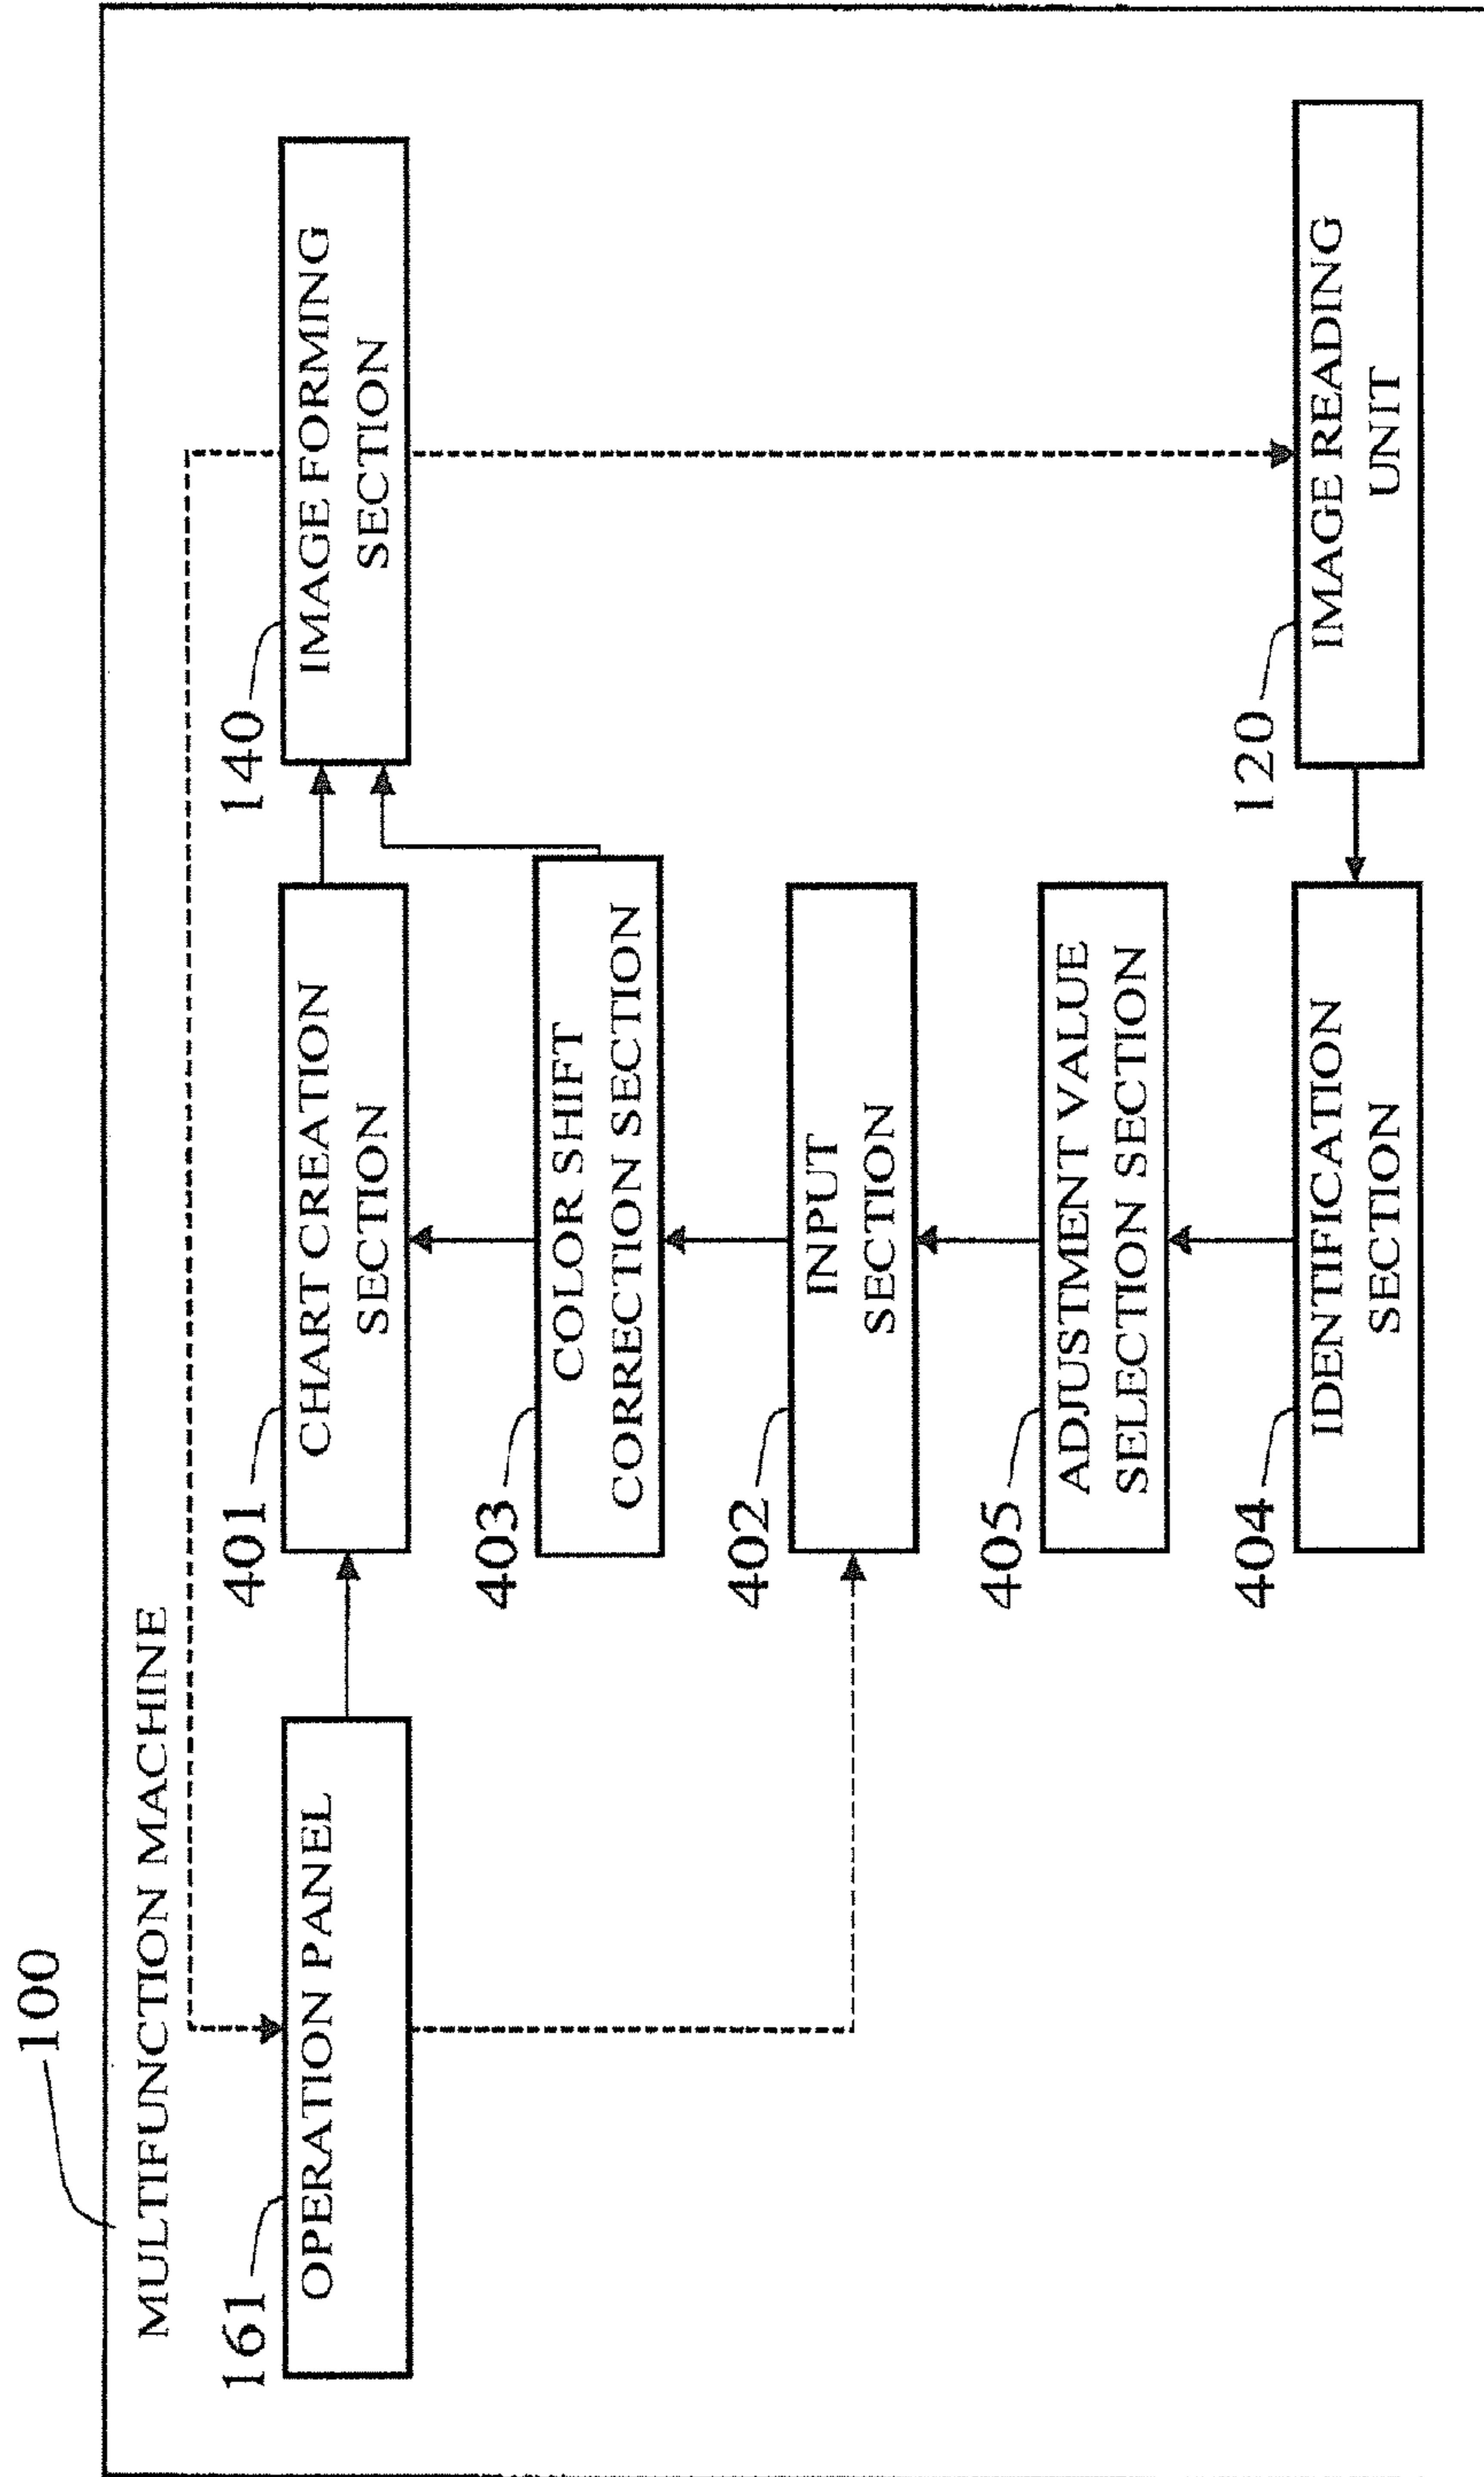 100
MULTIFUNCTION MACHINE
161
OPERATION PANEL
401
CHART CREATION
SECTION
140
IMAGE FORMING
SECTION
403
COLOR SHIFT
CORRECTION SECTION
402
INPUT
SECTION
405
ADJUSTMENT VALUE
SELECTION SECTION
404
IDENTIFICATION
SECTION
120
IMAGE READING
UNIT